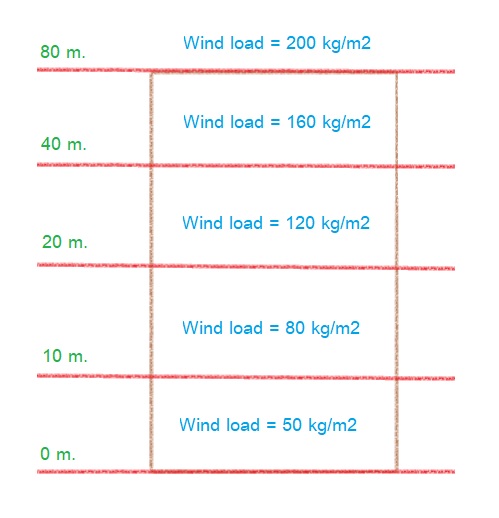 Wind load = 200 kg/m2
80 m.
Wind load = 160 kg/m2
40 m.
Wind load = 120 kg/m2
20 m.
Wind load = 80 kg/m2
10 m.
Wind load = 50 kg/m2
0 m.